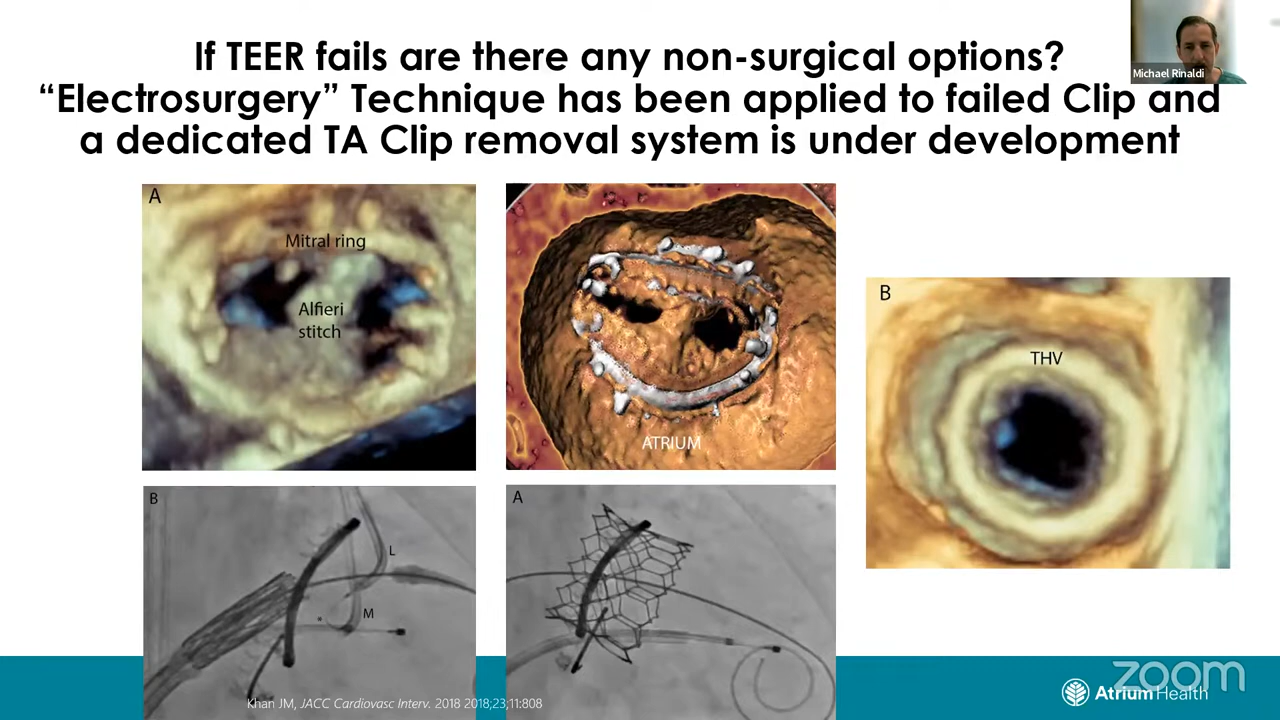 If TEER fails are there any non-surgical options?
“Electrosurgery” Technique has been applied to failed Clip and
a dedicated TA Clip removal system is under development
Michael Rinaldi
A
Mitral ring
Alfieri
stitch
ATRIUM
B
THV
B
L
M
*
A
Khan JM, JACC Cardiovasc Interv. 2018 2018;23;11:808
zoom
Atrium Health